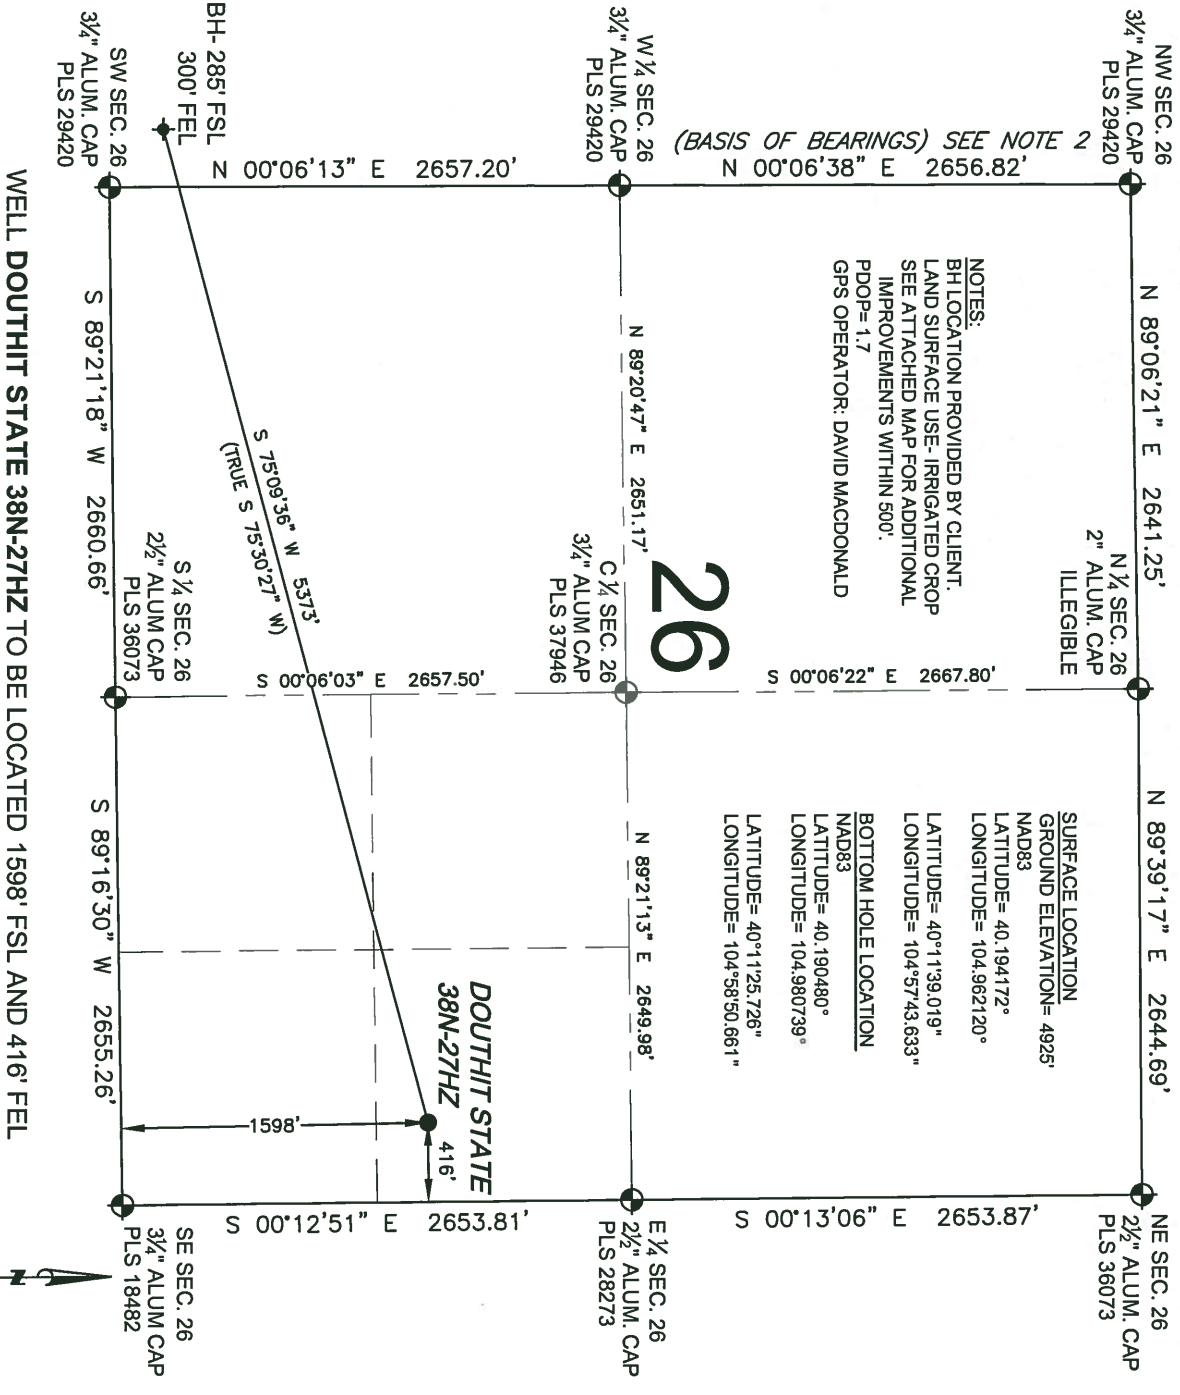 NW SEC. 26
3¼" ALUM. CAP
PLS 29420
N 89°06'21" E 2641.25'
N ¼ SEC. 26
2" ALUM. CAP
ILLEGIBLE
N 89°39'17" E 2644.69'
NE SEC. 26
2½" ALUM. CAP
PLS 36073
(BASIS OF BEARINGS) SEE NOTE 2
N 00°06'38" E 2656.82'
NOTES:
BH LOCATION PROVIDED BY CLIENT.
LAND SURFACE USE- IRRIGATED CROP
SEE ATTACHED MAP FOR ADDITIONAL
IMPROVEMENTS WITHIN 500'.
PDOP= 1.7
GPS OPERATOR: DAVID MACDONALD
S 00°06'22" E 2667.80'
SURFACE LOCATION
GROUND ELEVATION= 4925'
NAD83
LATITUDE= 40.194172°
LONGITUDE= 104.962120°
LATITUDE= 40°11'39.019"
LONGITUDE= 104°57'43.633"
BOTTOM HOLE LOCATION
NAD83
LATITUDE= 40.190480°
LONGITUDE= 104.980739°
LATITUDE= 40°11'25.726"
LONGITUDE= 104°58'50.661"
S 00°13'06" E 2653.87'
26
W ¼ SEC. 26
3¼" ALUM. CAP
PLS 29420
N 89°20'47" E 2651.17'
C ¼ SEC. 26
3¼" ALUM CAP
PLS 37946
N 89°21'13" E 2649.98'
E ¼ SEC. 26
2½" ALUM. CAP
PLS 28273
N 00°06'13" E 2657.20'
S 75°09'36" W 5373'
(TRUE S 75°30'27" W)
S 00°06'03" E 2657.50'
DOUTHIT STATE
38N-27HZ
416'
1598'
S 00°12'51" E 2653.81'
BH- 285' FSL
300' FEL
SW SEC. 26
3¼" ALUM. CAP
PLS 29420
S 89°21'18" W 2660.66'
S ¼ SEC. 26
2½" ALUM CAP
PLS 36073
S 89°16'30" W 2655.26'
SE SEC. 26
3¼" ALUM CAP
PLS 18482
N
WELL DOUTHIT STATE 38N-27HZ TO BE LOCATED 1598' FSL AND 416' FEL